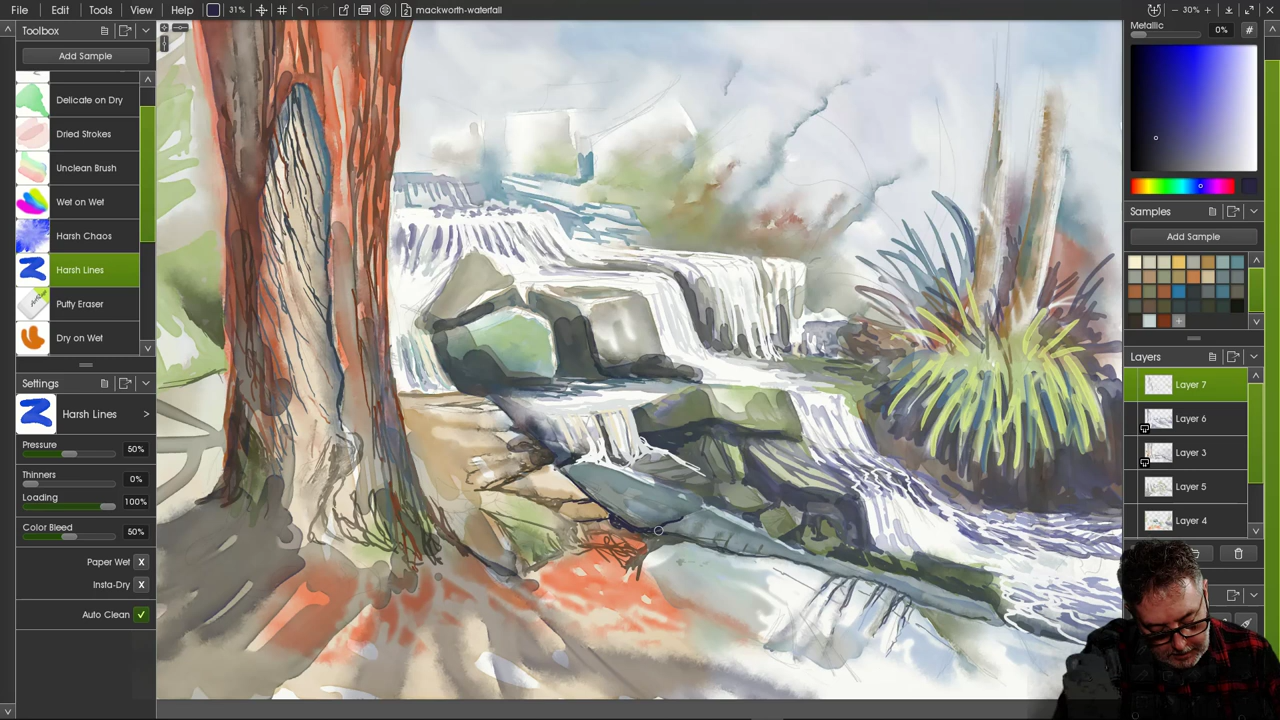 File Edit Tools View Help 31% 2 mackworth-waterfall 30%
Toolbox
Add Sample
Delicate on Dry
Dried Strokes
Unclean Brush
Wet on Wet
Harsh Chaos
Harsh Lines
Putty Eraser
Dry on Wet
Settings
Harsh Lines >
Pressure 50%
Thinners 0%
Loading 100%
Color Bleed 50%
Paper Wet X
Insta-Dry X
Auto Clean
Metallic 0% #
Samples
Add Sample
Layers
Layer 7
Layer 6
Layer 3
Layer 5
Layer 4